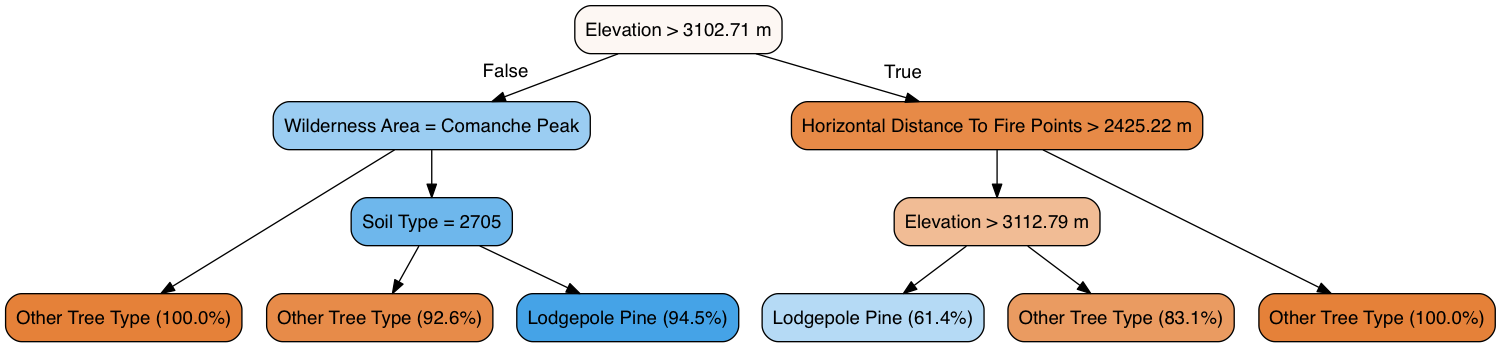 Elevation > 3102.71 m
False
True
Wilderness Area = Comanche Peak
Horizontal Distance To Fire Points > 2425.22 m
Soil Type = 2705
Elevation > 3112.79 m
Other Tree Type (100.0%)
Other Tree Type (92.6%)
Lodgepole Pine (94.5%)
Lodgepole Pine (61.4%)
Other Tree Type (83.1%)
Other Tree Type (100.0%)